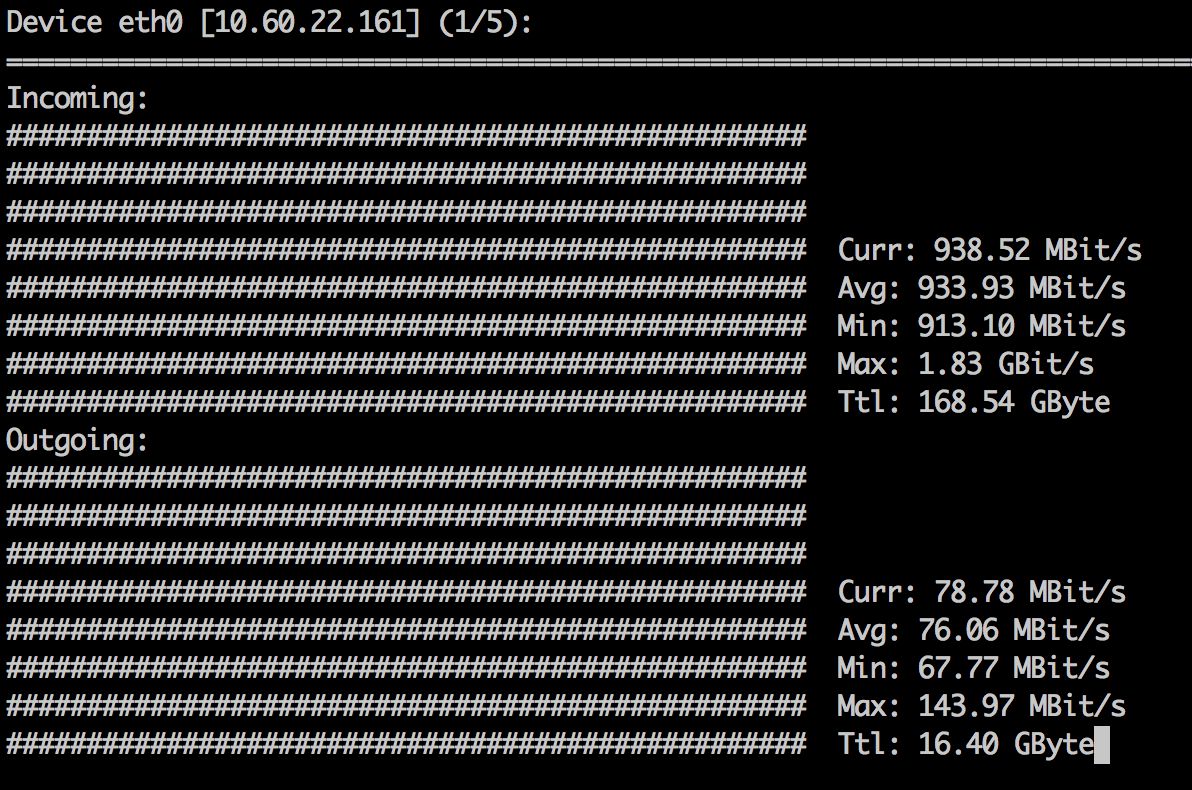 Device eth0 [10.60.22.161] (1/5):
==========================================================================
Incoming:
##################################################
##################################################
##################################################
################################################## Curr: 938.52 MBit/s
################################################## Avg: 933.93 MBit/s
################################################## Min: 913.10 MBit/s
################################################## Max: 1.83 GBit/s
################################################## Ttl: 168.54 GByte
Outgoing:
##################################################
##################################################
##################################################
################################################## Curr: 78.78 MBit/s
################################################## Avg: 76.06 MBit/s
################################################## Min: 67.77 MBit/s
################################################## Max: 143.97 MBit/s
################################################## Ttl: 16.40 GByte